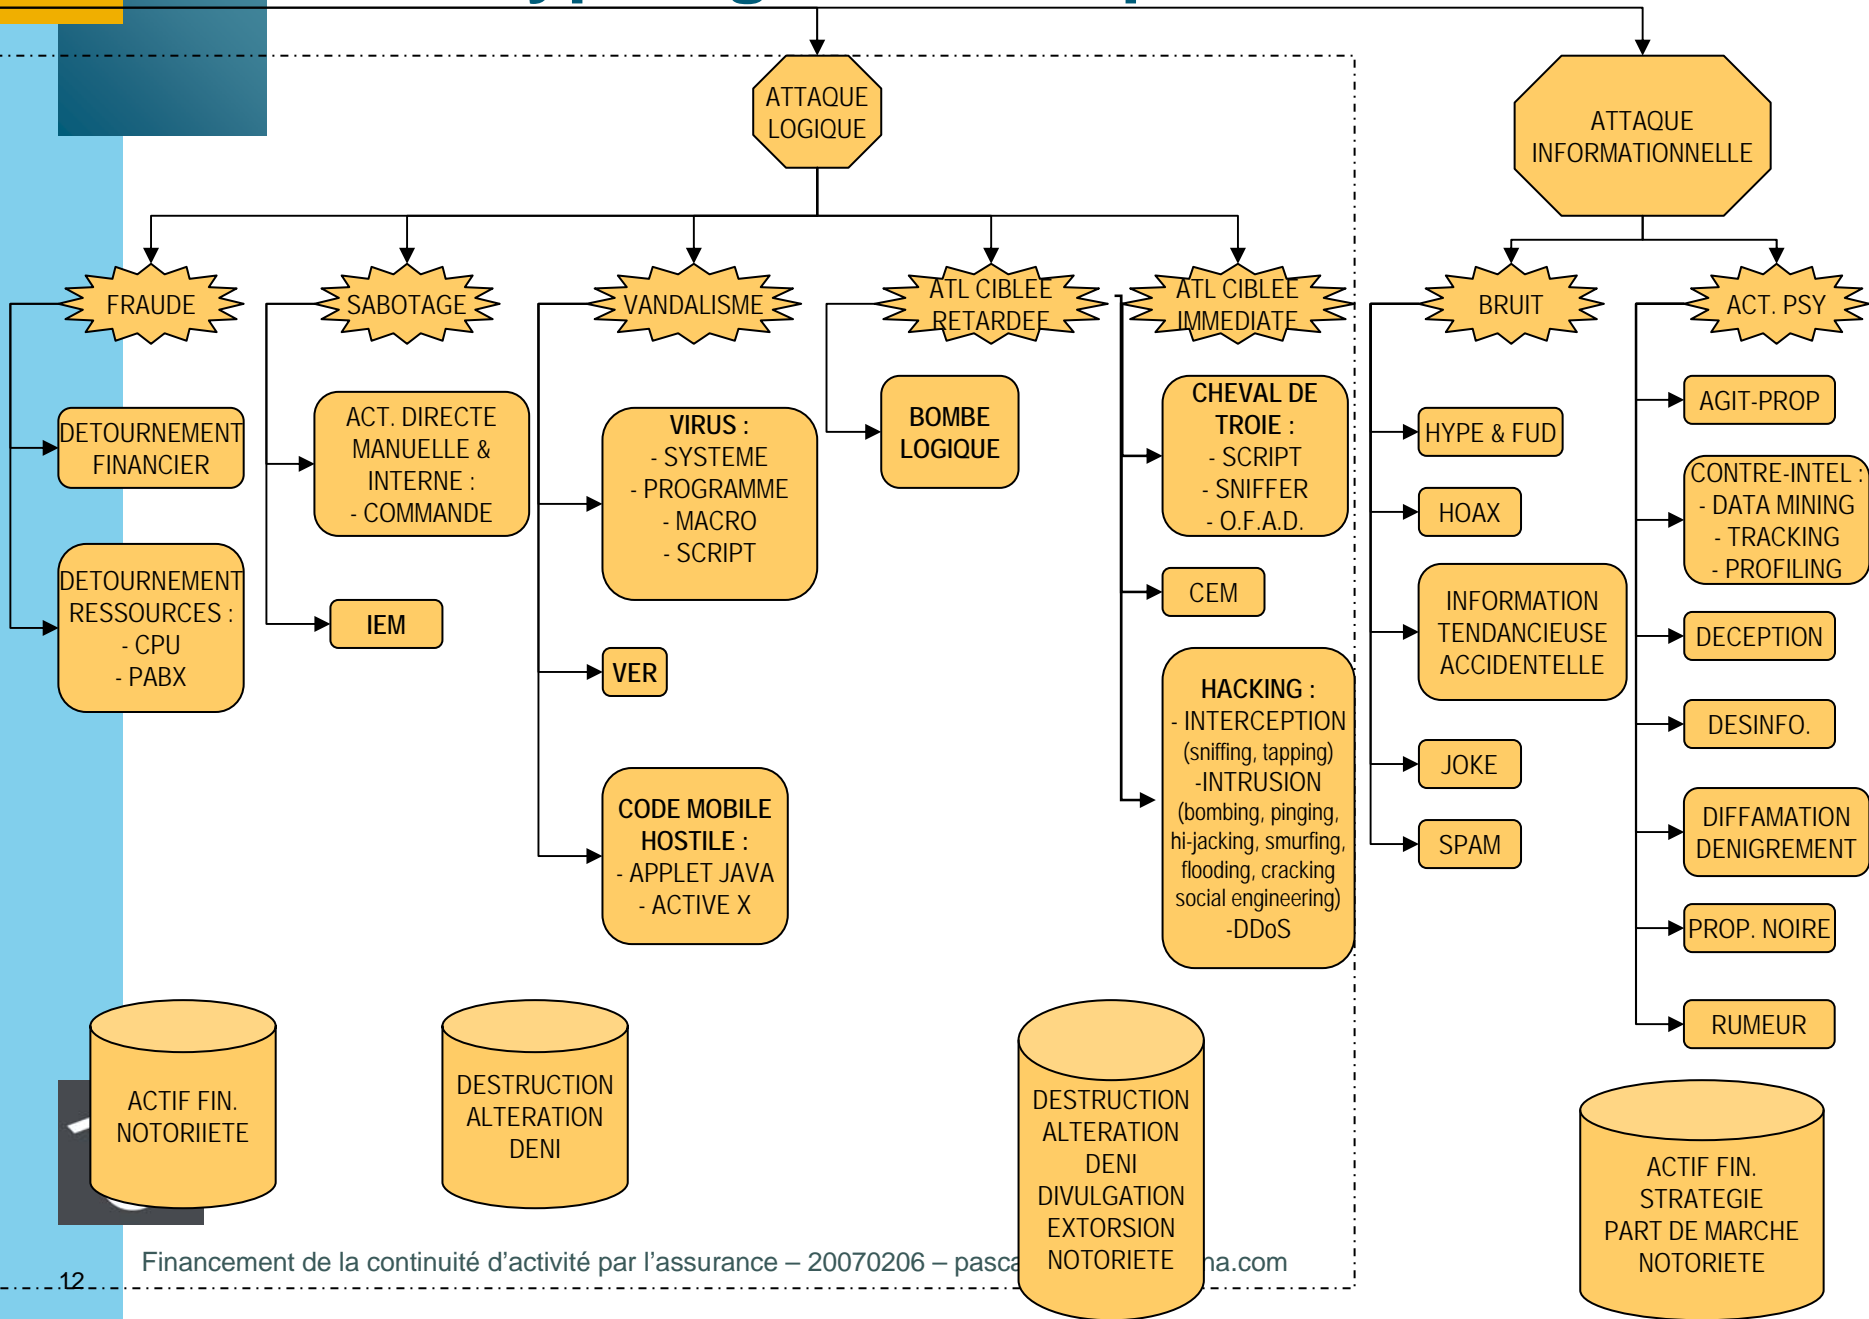 ATTAQUE
LOGIQUE
ATTAQUE
INFORMATIONNELLE
FRAUDE
SABOTAGE
VANDALISME
ATL CIBLEE
RETARDEE
ATL CIBLEE
IMMEDIATE
BRUIT
ACT. PSY
DETOURNEMENT
FINANCIER
DETOURNEMENT
RESSOURCES :
- CPU
- PABX
ACT. DIRECTE
MANUELLE &
INTERNE :
- COMMANDE
IEM
VIRUS :
- SYSTEME
- PROGRAMME
- MACRO
- SCRIPT
VER
CODE MOBILE
HOSTILE :
- APPLET JAVA
- ACTIVE X
BOMBE
LOGIQUE
CHEVAL DE
TROIE :
- SCRIPT
- SNIFFER
- O.F.A.D.
CEM
HACKING :
- INTERCEPTION
(sniffing, tapping)
-INTRUSION
(bombing, pinging,
hi-jacking, smurfing,
flooding, cracking
social engineering)
-DDoS
HYPE & FUD
HOAX
INFORMATION
TENDANCIEUSE
ACCIDENTELLE
JOKE
SPAM
AGIT-PROP
CONTRE-INTEL :
- DATA MINING
- TRACKING
- PROFILING
DECEPTION
DESINFO.
DIFFAMATION
DENIGREMENT
PROP. NOIRE
RUMEUR
ACTIF FIN.
NOTORIIETE
DESTRUCTION
ALTERATION
DENI
DESTRUCTION
ALTERATION
DENI
DIVULGATION
EXTORSION
NOTORIETE
ACTIF FIN.
STRATEGIE
PART DE MARCHE
NOTORIETE
Financement de la continuité d'activité par l'assurance – 20070206 –
12